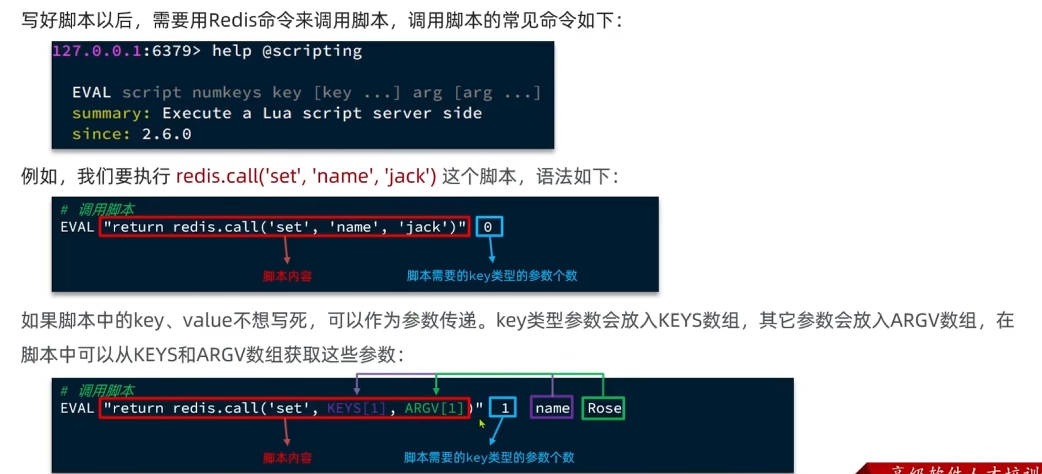 写好脚本以后，需要用Redis命令来调用脚本，调用脚本的常见命令如下：
127.0.0.1:6379> help @scripting
EVAL script numkeys key [key ...] arg [arg ...]
summary: Execute a Lua script server side
since: 2.6.0
例如，我们要执行 redis.call('set', 'name', 'jack') 这个脚本，语法如下：
# 调用脚本
EVAL "return redis.call('set', 'name', 'jack')" 0
脚本内容 脚本需要的key类型的参数个数
如果脚本中的key、value不想写死，可以作为参数传递。key类型参数会放入KEYS数组，其它参数会放入ARGV数组，在
脚本中可以从KEYS和ARGV数组获取这些参数：
# 调用脚本
EVAL "return redis.call('set', KEYS[1], ARGV[1])" 1 name Rose
脚本内容 脚本需要的key类型的参数个数
高级软件人才培训